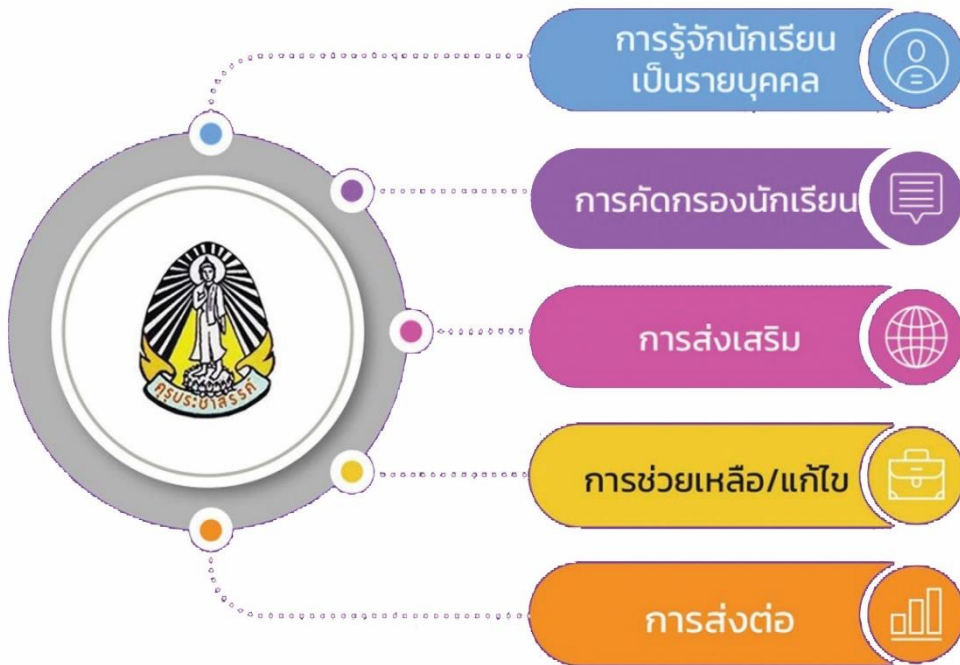 การรู้จักนักเรียน
เป็นรายบุคคล
การคัดกรองนักเรียน
การส่งเสริม
คุรุประชาสรรค์
การช่วยเหลือ/แก้ไข
การส่งต่อ